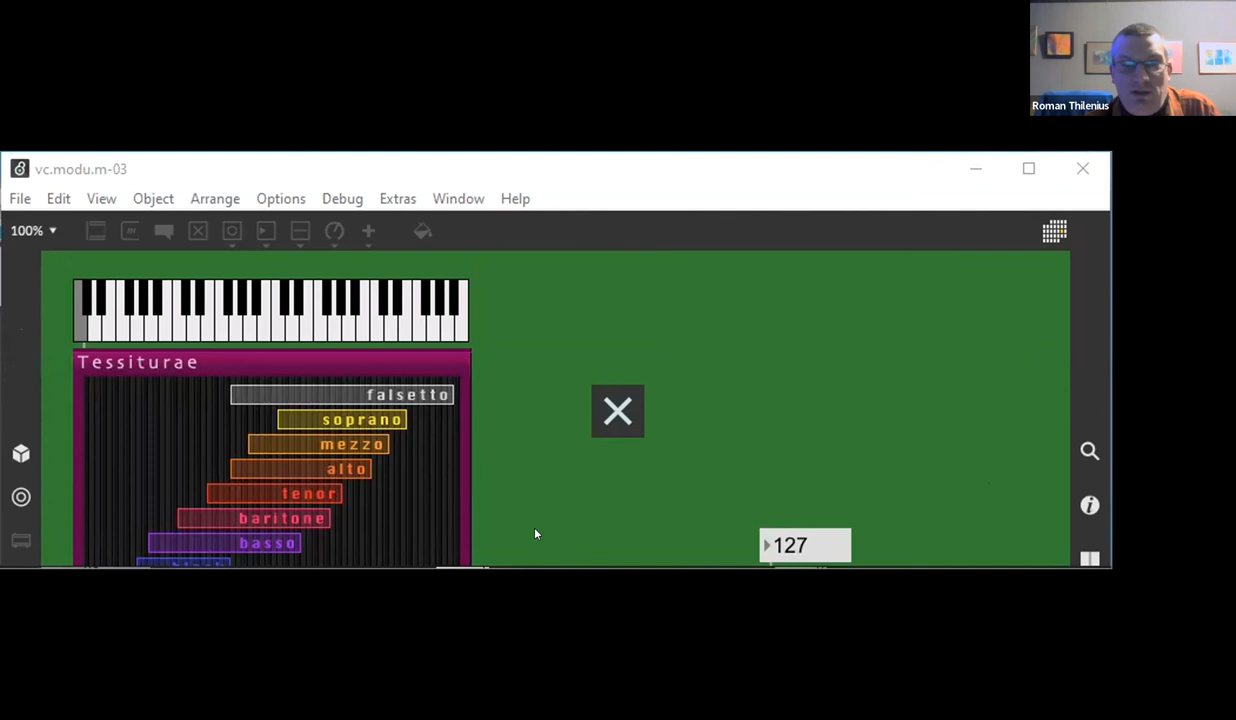 Roman Thilenius
vc.modu.m-03
File Edit View Object Arrange Options Debug Extras Window Help
100%
Tessiturae
falsetto
soprano
mezzo
alto
tenor
baritone
basso
127